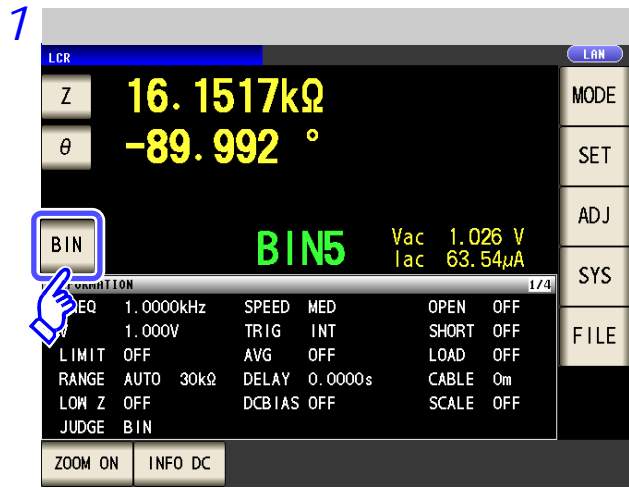 1
LCR
LAN
Z 16.1517kΩ
θ -89.992 °
MODE
SET
ADJ
SYS
FILE
BIN
BIN5
Vac 1.026 V
Iac 63.54μA
1/4
1.0000kHz SPEED MED OPEN OFF
V 1.000V TRIG INT SHORT OFF
LIMIT OFF AVG OFF LOAD OFF
RANGE AUTO 30kΩ DELAY 0.0000s CABLE 0m
LOW Z OFF DCBIAS OFF SCALE OFF
JUDGE BIN
ZOOM ON INFO DC